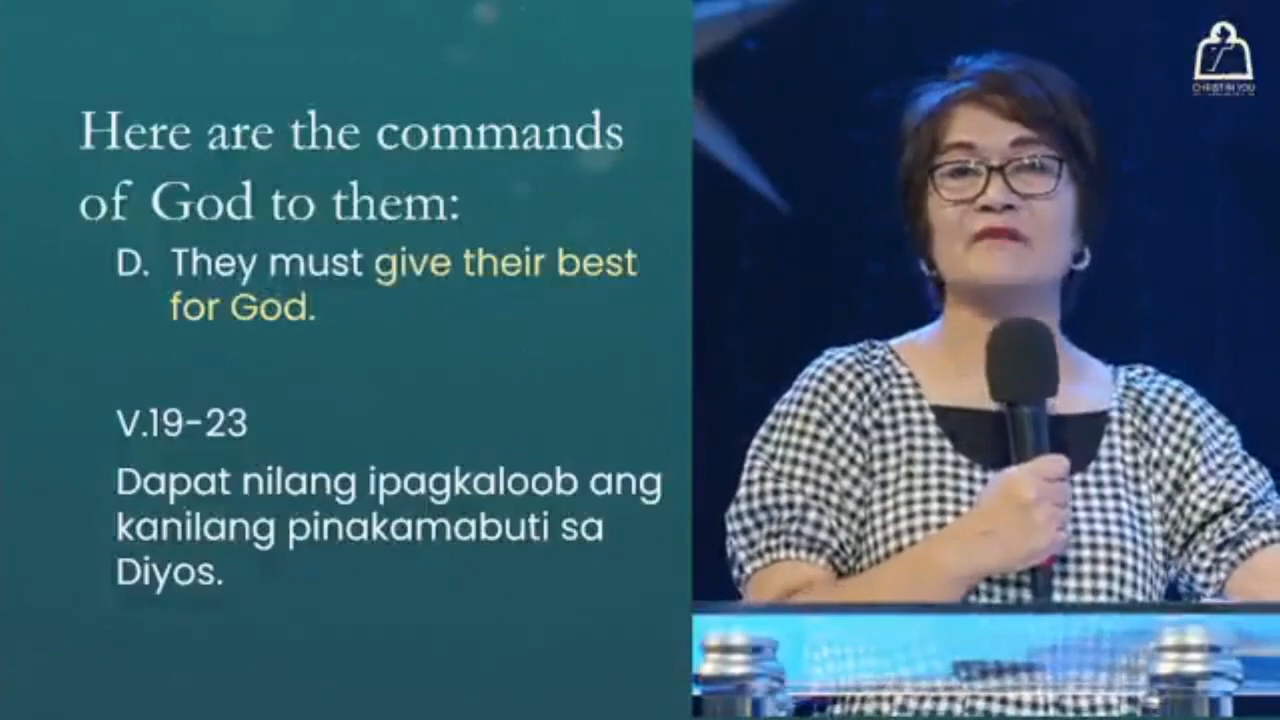 Here are the commands
of God to them:
D. They must give their best
for God.
V.19-23
Dapat nilang ipagkaloob ang
kanilang pinakamabuti sa
Diyos.
CHRIST IN YOU